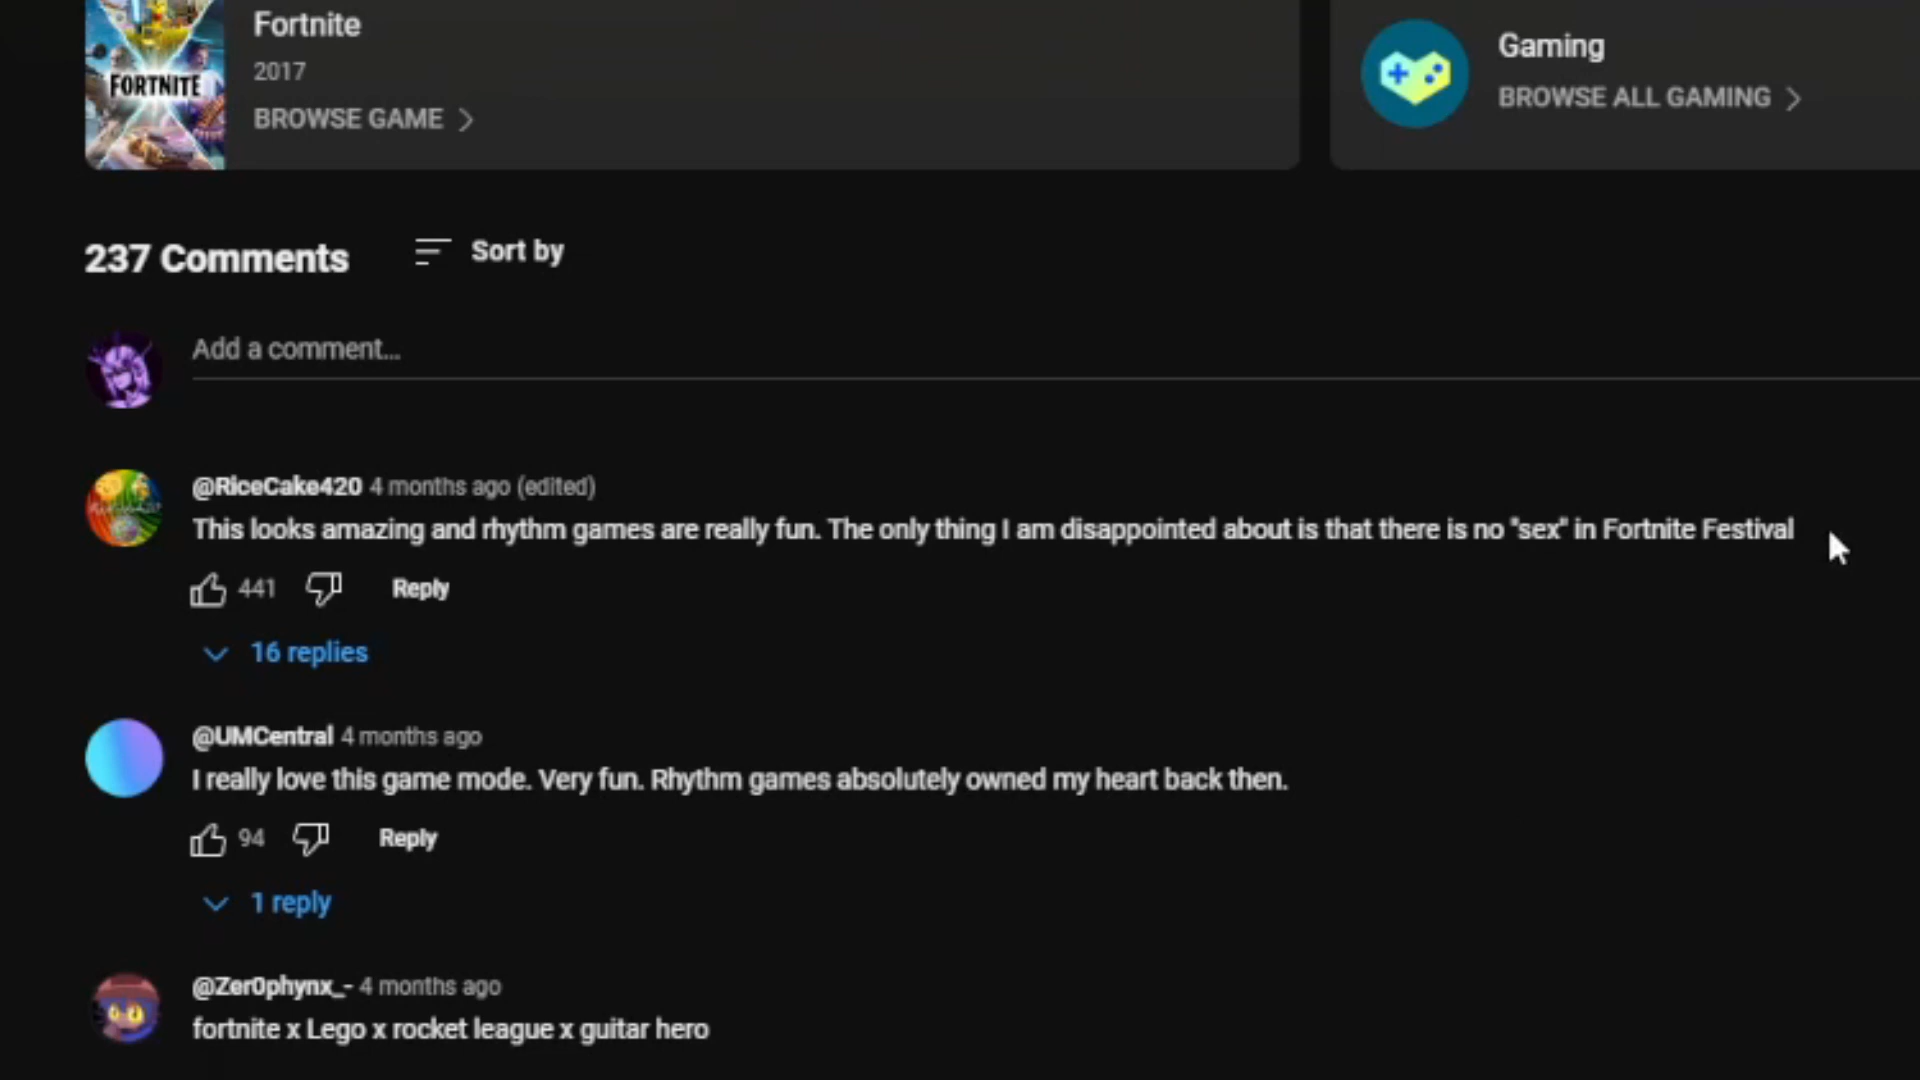 Fortnite
2017
BROWSE GAME
FORTNITE
Gaming
BROWSE ALL GAMING
237 Comments
Sort by
Add a comment...
@RiceCake420 4 months ago (edited)
This looks amazing and rhythm games are really fun. The only thing I am disappointed about is that there is no "sex" in Fortnite Festival
441
Reply
16 replies
@UMCentral 4 months ago
I really love this game mode. Very fun. Rhythm games absolutely owned my heart back then.
94
Reply
1 reply
@Zer0phynx_- 4 months ago
fortnite x Lego x rocket league x guitar hero